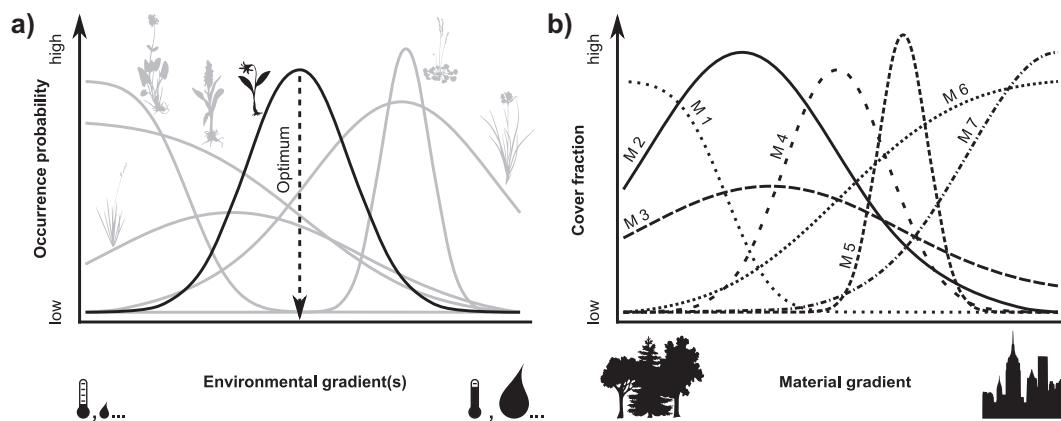 a)
high
Occurrence probability
low
Optimum
Environmental gradient(s)
, ...
, ...
b)
high
Cover fraction
low
M 1
M 2
M 3
M 4
M 5
M 6
M 7
Material gradient